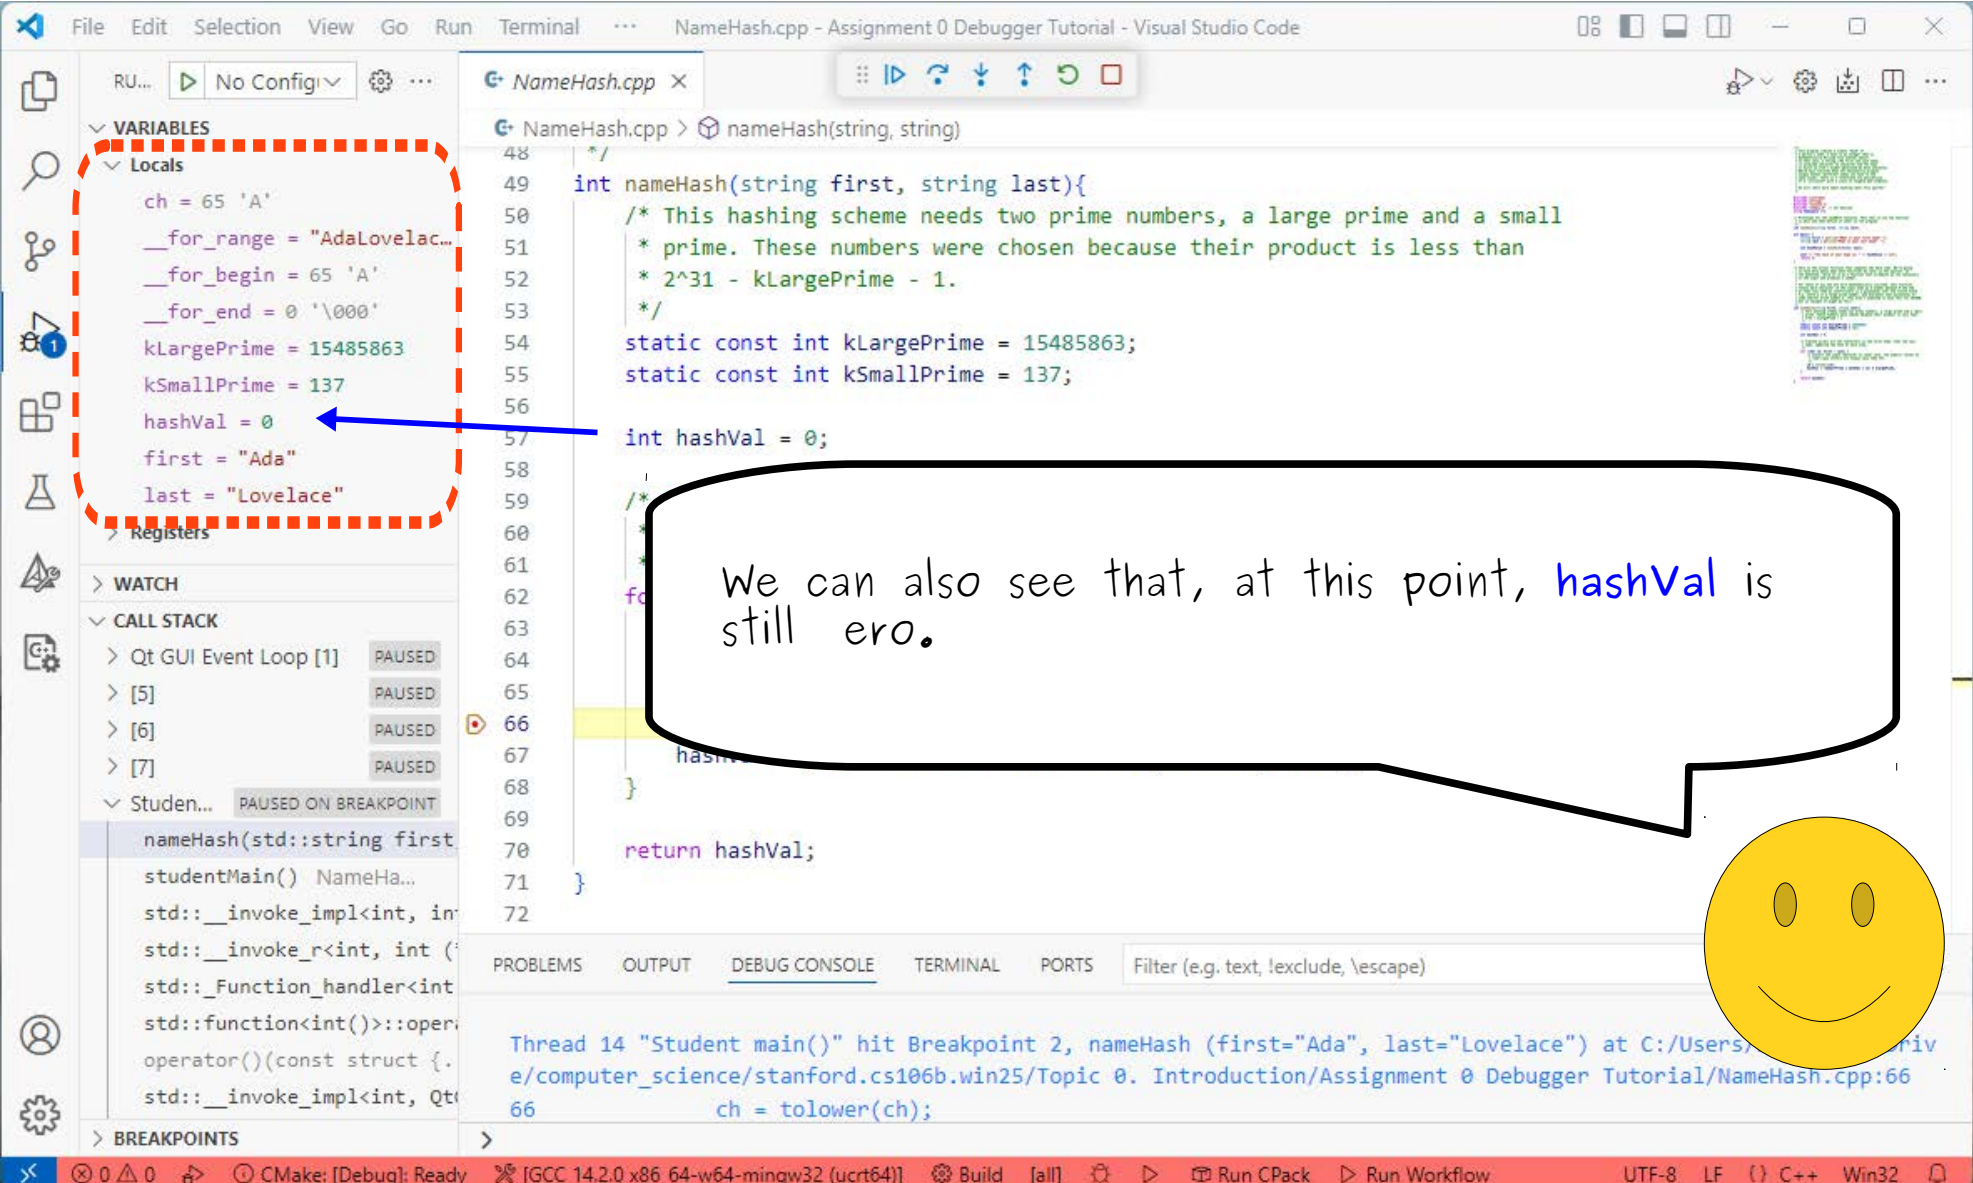 File Edit Selection View Go Run Terminal ··· NameHash.cpp - Assignment 0 Debugger Tutorial - Visual Studio Code
RU... No Config ···
NameHash.cpp
VARIABLES
Locals
ch = 65 'A'
__for_range = "AdaLovelac…
__for_begin = 65 'A'
__for_end = 0 '\000'
kLargePrime = 15485863
kSmallPrime = 137
hashVal = 0
first = "Ada"
last = "Lovelace"
Registers
WATCH
CALL STACK
Qt GUI Event Loop [1] PAUSED
[5] PAUSED
[6] PAUSED
[7] PAUSED
Studen... PAUSED ON BREAKPOINT
nameHash(std::string first
studentMain() NameHa...
std::__invoke_impl<int, in
std::__invoke_r<int, int (
std::_Function_handler<int
std::function<int()>::oper
operator()(const struct {.
std::__invoke_impl<int, Qt
BREAKPOINTS
1
NameHash.cpp > nameHash(string, string)
48 */
49 int nameHash(string first, string last){
50 /* This hashing scheme needs two prime numbers, a large prime and a small
51 * prime. These numbers were chosen because their product is less than
52 * 2^31 - kLargePrime - 1.
53 */
54 static const int kLargePrime = 15485863;
55 static const int kSmallPrime = 137;
56
57 int hashVal = 0;
58
59 /*
60 *
61 *
62 fo
63
64
65
66
67 hashV
68 }
69
70 return hashVal;
71 }
72
We can also see that, at this point, hashVal is
still ero.
PROBLEMS OUTPUT DEBUG CONSOLE TERMINAL PORTS Filter (e.g. text, !exclude, \escape)
Thread 14 "Student main()" hit Breakpoint 2, nameHash (first="Ada", last="Lovelace") at C:/Users/ riv
e/computer_science/stanford.cs106b.win25/Topic 0. Introduction/Assignment 0 Debugger Tutorial/NameHash.cpp:66
66 ch = tolower(ch);
>
0 0 CMake: [Debug]: Ready [GCC 14.2.0 x86_64-w64-mingw32 (ucrt64)] Build [all] Run CPack Run Workflow UTF-8 LF {} C++ Win32